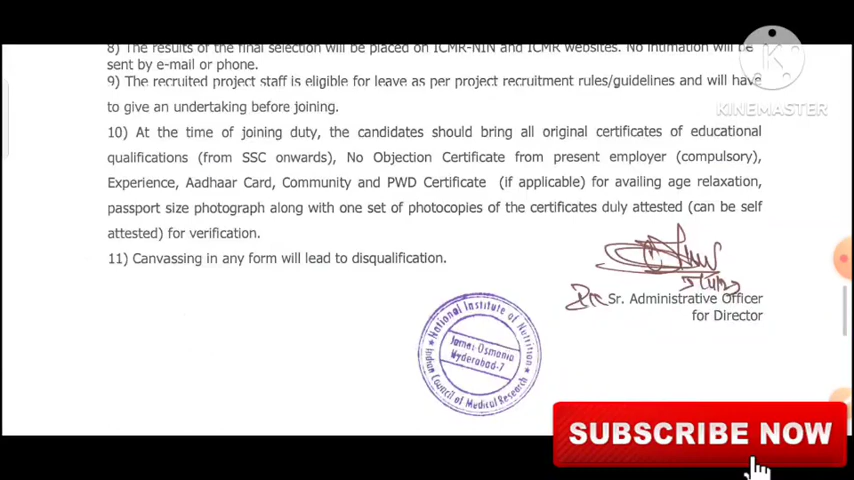 8) The results of the final selection will be placed on ICMR-NIN and ICMR websites. No intimation will be
sent by e-mail or phone.
9) The recruited project staff is eligible for leave as per project recruitment rules/guidelines and will have
to give an undertaking before joining.
10) At the time of joining duty, the candidates should bring all original certificates of educational
qualifications (from SSC onwards), No Objection Certificate from present employer (compulsory),
Experience, Aadhaar Card, Community and PWD Certificate (if applicable) for availing age relaxation,
passport size photograph along with one set of photocopies of the certificates duly attested (can be self
attested) for verification.
11) Canvassing in any form will lead to disqualification.
Sr. Administrative Officer
for Director
National Institute of Nutrition
Jamai Osmania
Hyderabad-7
Indian Council of Medical Research
K
KINEMASTER
SUBSCRIBE NOW